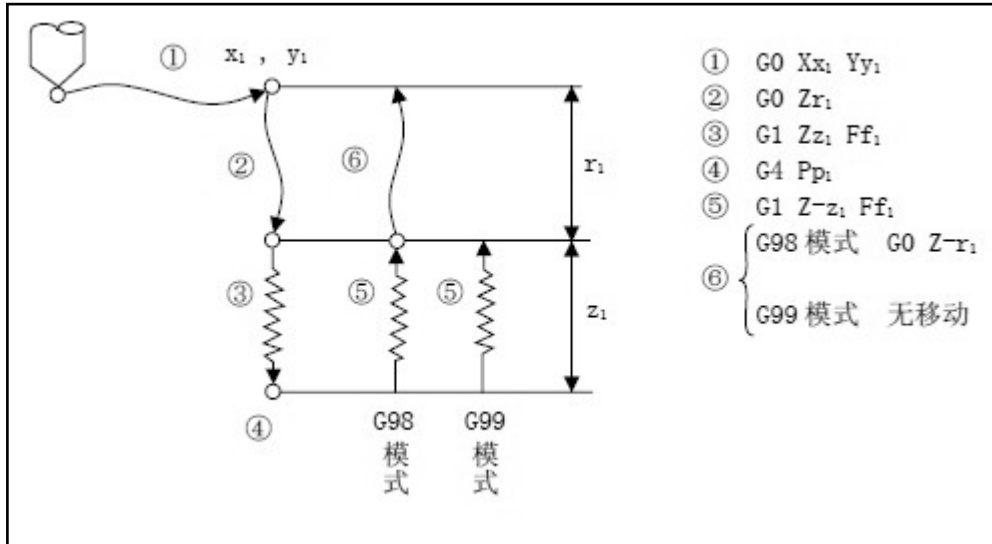 ① x₁ , y₁
②
⑥
r₁
③
⑤
⑤
z₁
④
G98
模
式
G99
模
式
① G0 Xx₁ Yy₁
② G0 Zr₁
③ G1 Zz₁ Ff₁
④ G4 Pp₁
⑤ G1 Z-z₁ Ff₁
⑥
G98 模式 G0 Z-r₁
G99 模式 无移动